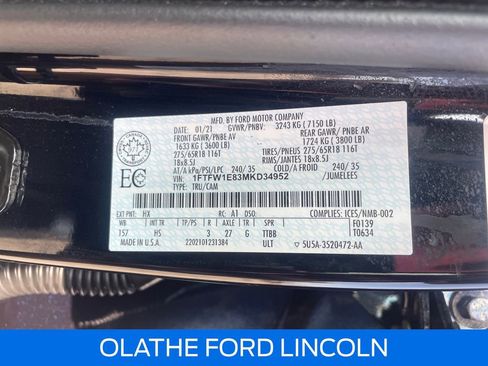 MFD. BY FORD MOTOR COMPANY
01/21 GVWR/PNBV: 3243 KG ( 7150 LB)
FRONT GAWR/PNBE AV REAR GAWR/PNBE AR
1633 KG ( 3600 LB) 1724 KG ( 3800 LB)
275/65R18 116T TIRES/PNEUS 275/65R18 116T
18x8.5J RIMS/JANTES 18x8.5J
AT kPa/PSI/LPC 240/ 35 COLD/A FROID 240/ 35
VIN: 1FTFW1E83MKD34952 /JUMELEES
TYPE: TRU/CAM
EC
EXT PNT: HX RC: AT DSO: COMPLIES: ICES/NMB-002
WB INT TR TP/PS R AXLE TR SPR F0139
157 HS 3 27 G TTBB T0634
MADE IN U.S.A. 2202101231384 ULT 5U5A-3520472-AA
OLATHE FORD LINCOLN